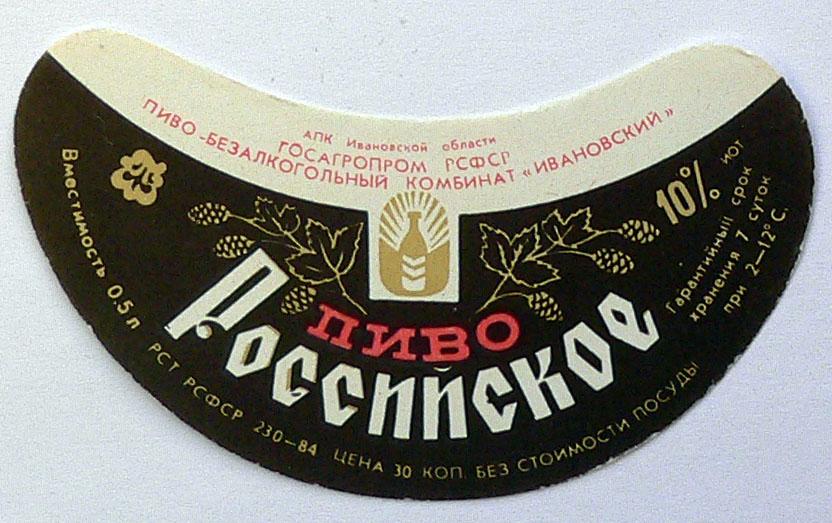 АПК Ивановской области
ГОСАГРОПРОМ РСФСР
ПИВО-БЕЗАЛКОГОЛЬНЫЙ КОМБИНАТ «ИВАНОВСКИЙ»
ПИВО
Российское
10%
Гарантийный срок
хранения 7 суток
при 2—12°С.
Вместимость 0,5 л
РСТ РСФСР 230—84 ЦЕНА 30 КОП. БЕЗ СТОИМОСТИ ПОСУДЫ